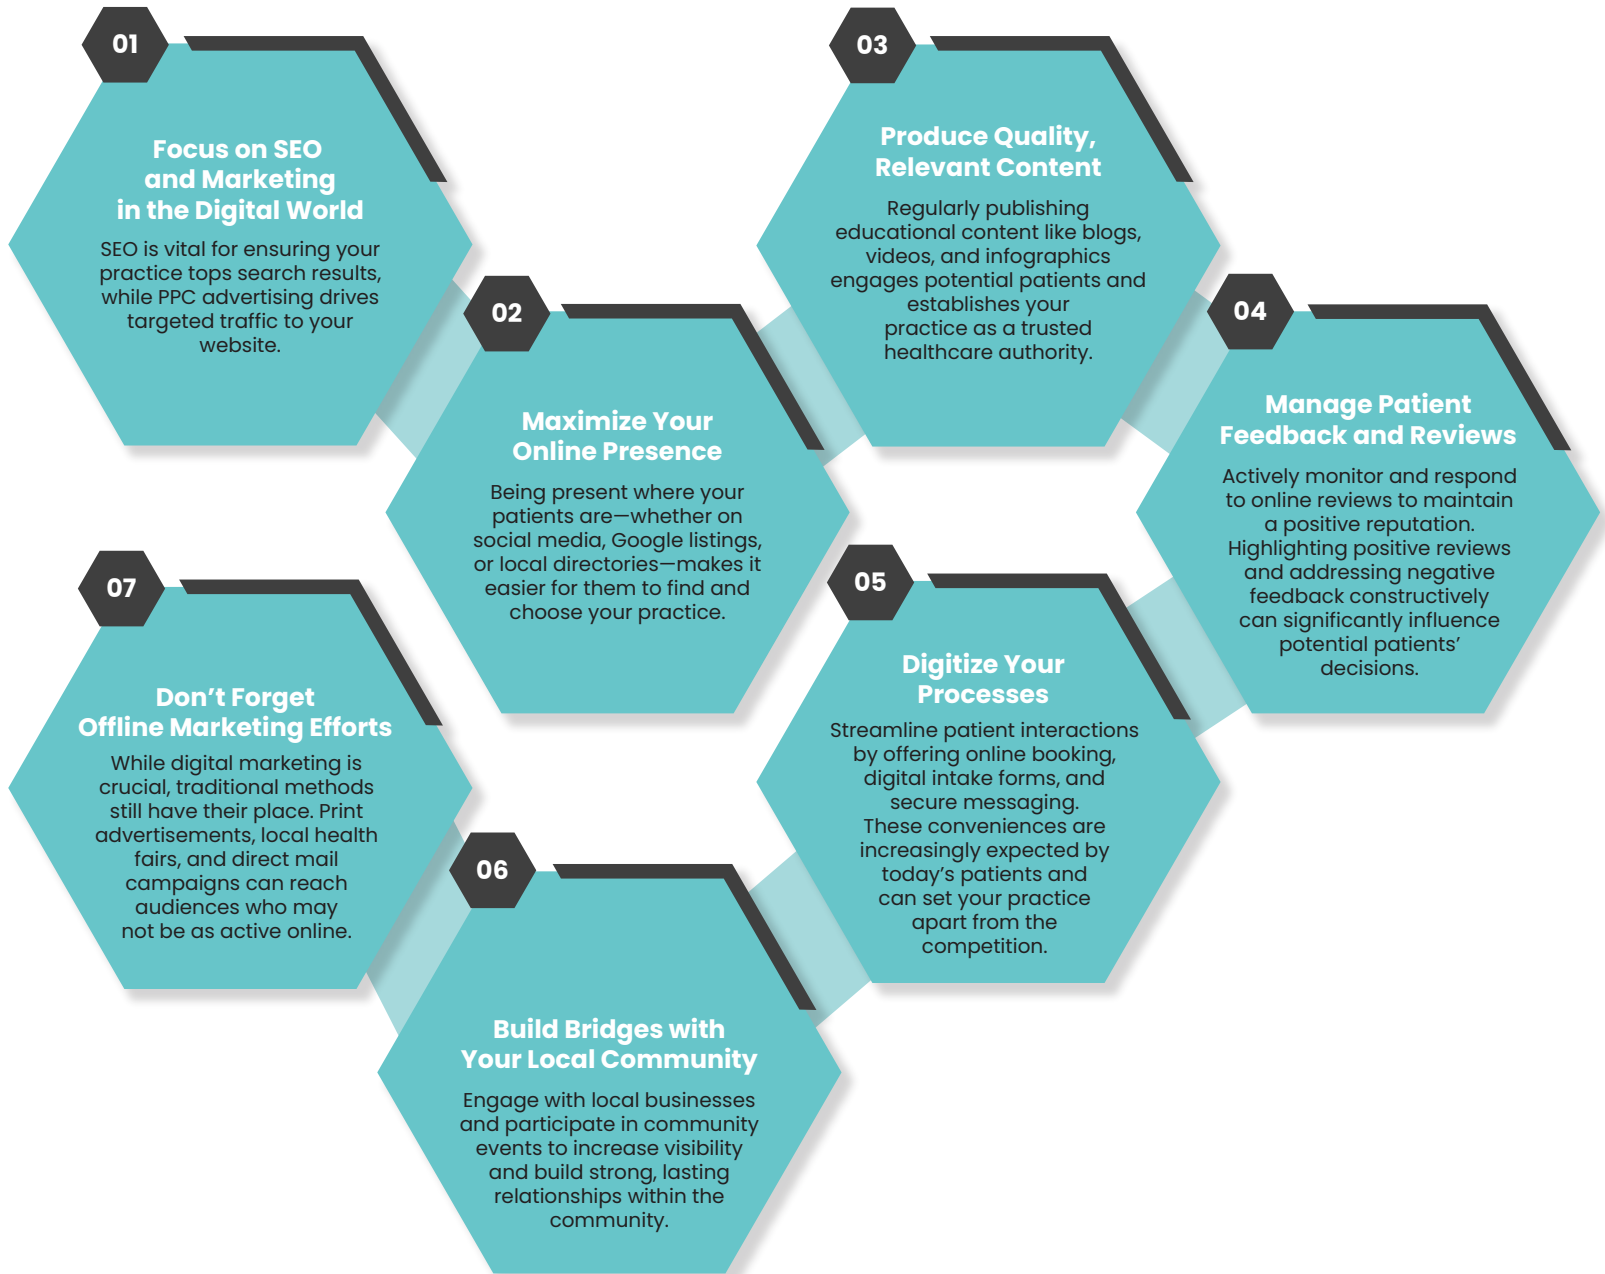 01
Focus on SEO
and Marketing
in the Digital World
SEO is vital for ensuring your
practice tops search results,
while PPC advertising drives
targeted traffic to your
website.
02
Maximize Your
Online Presence
Being present where your
patients are—whether on
social media, Google listings,
or local directories—makes it
easier for them to find and
choose your practice.
03
Produce Quality,
Relevant Content
Regularly publishing
educational content like blogs,
videos, and infographics
engages potential patients and
establishes your
practice as a trusted
healthcare authority.
04
Manage Patient
Feedback and Reviews
Actively monitor and respond
to online reviews to maintain
a positive reputation.
Highlighting positive reviews
and addressing negative
feedback constructively
can significantly influence
potential patients’
decisions.
05
Digitize Your
Processes
Streamline patient interactions
by offering online booking,
digital intake forms, and
secure messaging.
These conveniences are
increasingly expected by
today’s patients and
can set your practice
apart from the
competition.
06
Build Bridges with
Your Local Community
Engage with local businesses
and participate in community
events to increase visibility
and build strong, lasting
relationships within the
community.
07
Don’t Forget
Offline Marketing Efforts
While digital marketing is
crucial, traditional methods
still have their place. Print
advertisements, local health
fairs, and direct mail
campaigns can reach
audiences who may
not be as active online.